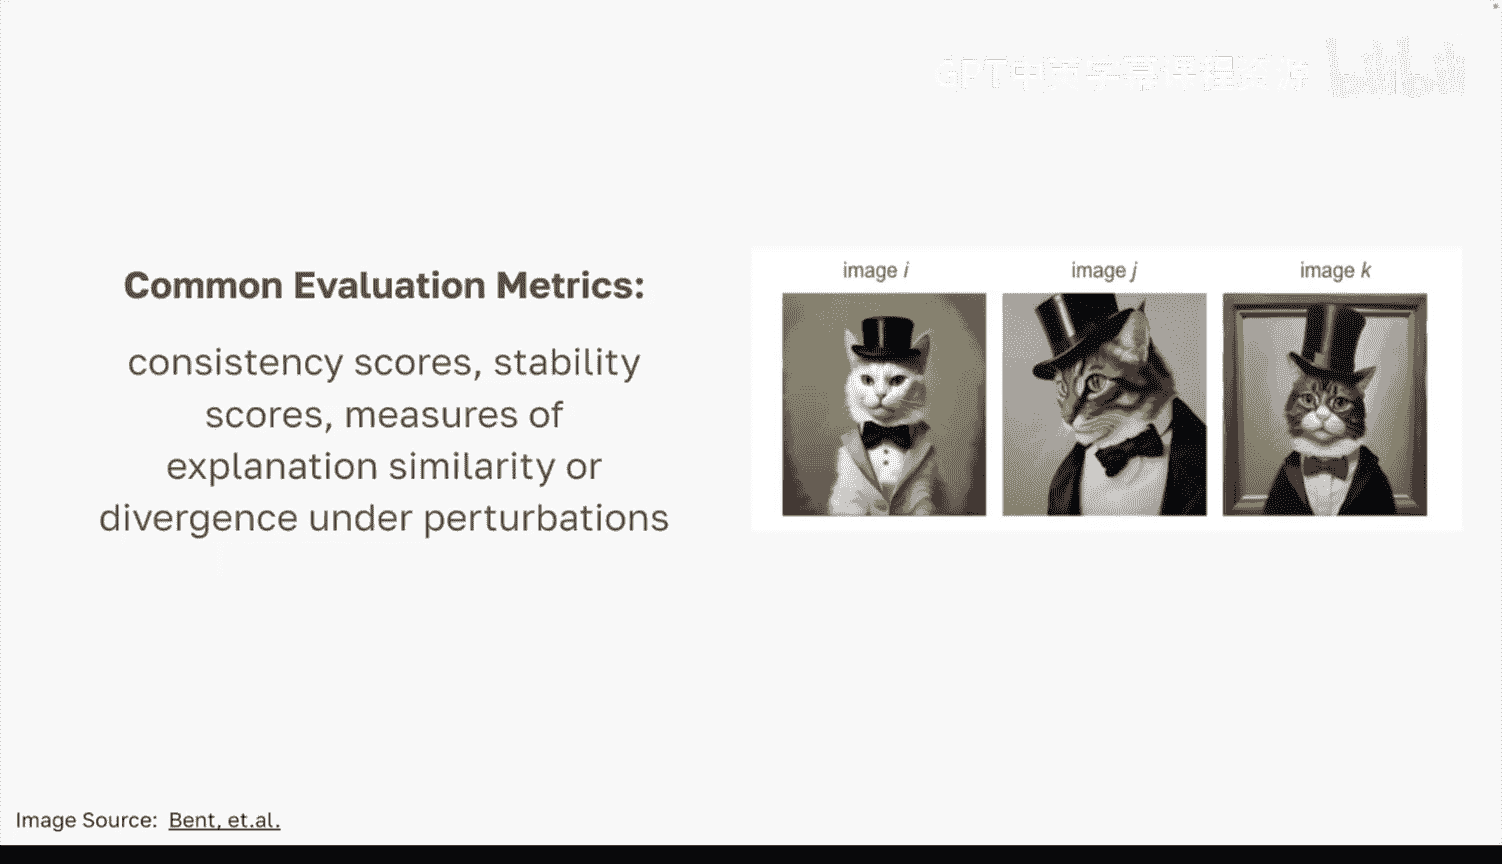 Common Evaluation Metrics:
consistency scores, stability
scores, measures of
explanation similarity or
divergence under perturbations
image i
image j
image k
Image Source: Bent, et.al.